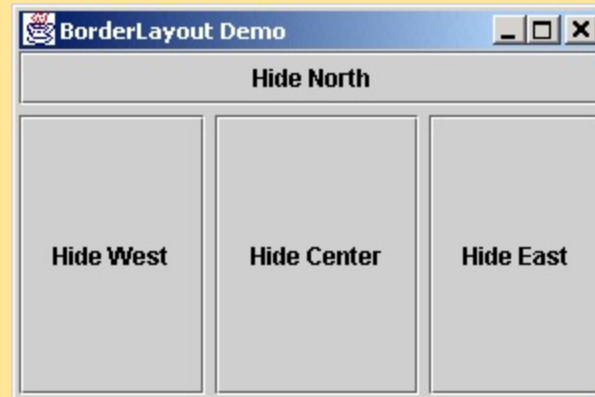 BorderLayout Demo
Hide North
Hide West
Hide Center
Hide East